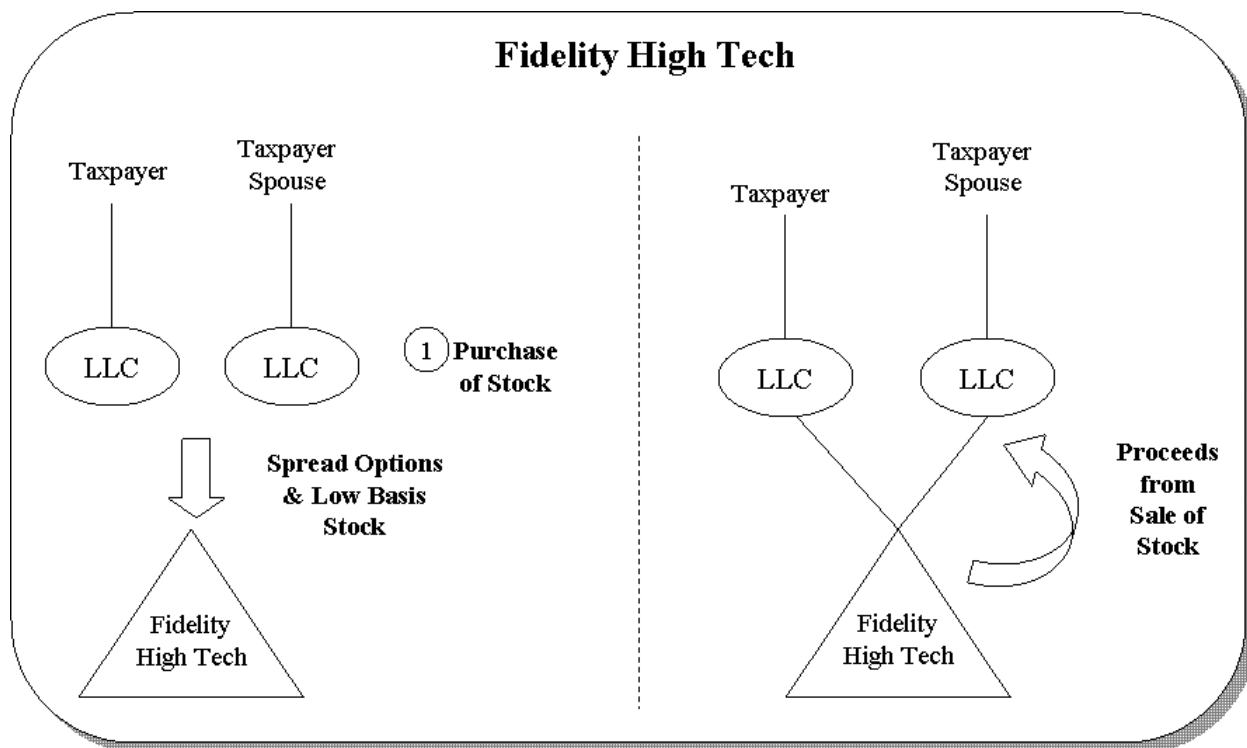 Fidelity High Tech
Taxpayer
Taxpayer
Spouse
LLC
LLC
1
Purchase
of Stock
Spread Options
& Low Basis
Stock
Fidelity
High Tech
Taxpayer
Taxpayer
Spouse
LLC
LLC
Proceeds
from
Sale of
Stock
Fidelity
High Tech